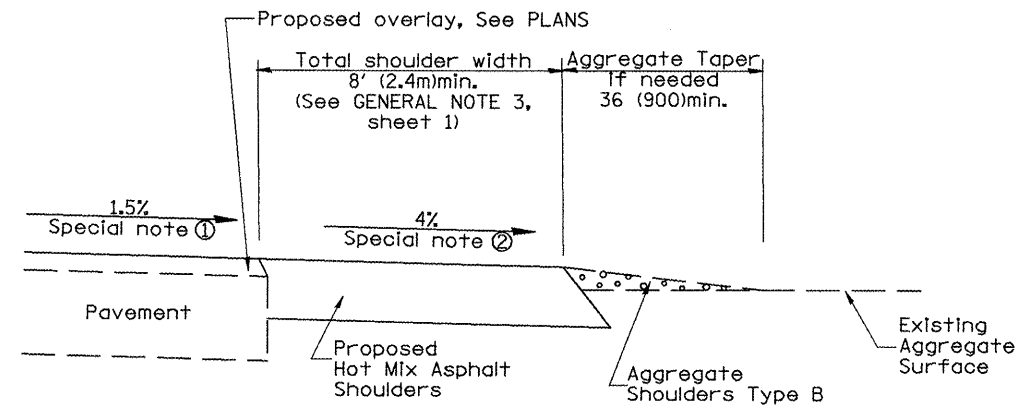 Proposed overlay, See PLANS
Total shoulder width
8' (2.4m)min.
(See GENERAL NOTE 3,
sheet 1)
Aggregate Taper
if needed
36 (900)min.
1.5%
Special note ①
4%
Special note ②
Pavement
Proposed
Hot Mix Asphalt
Shoulders
Aggregate
Shoulders Type B
Existing
Aggregate
Surface